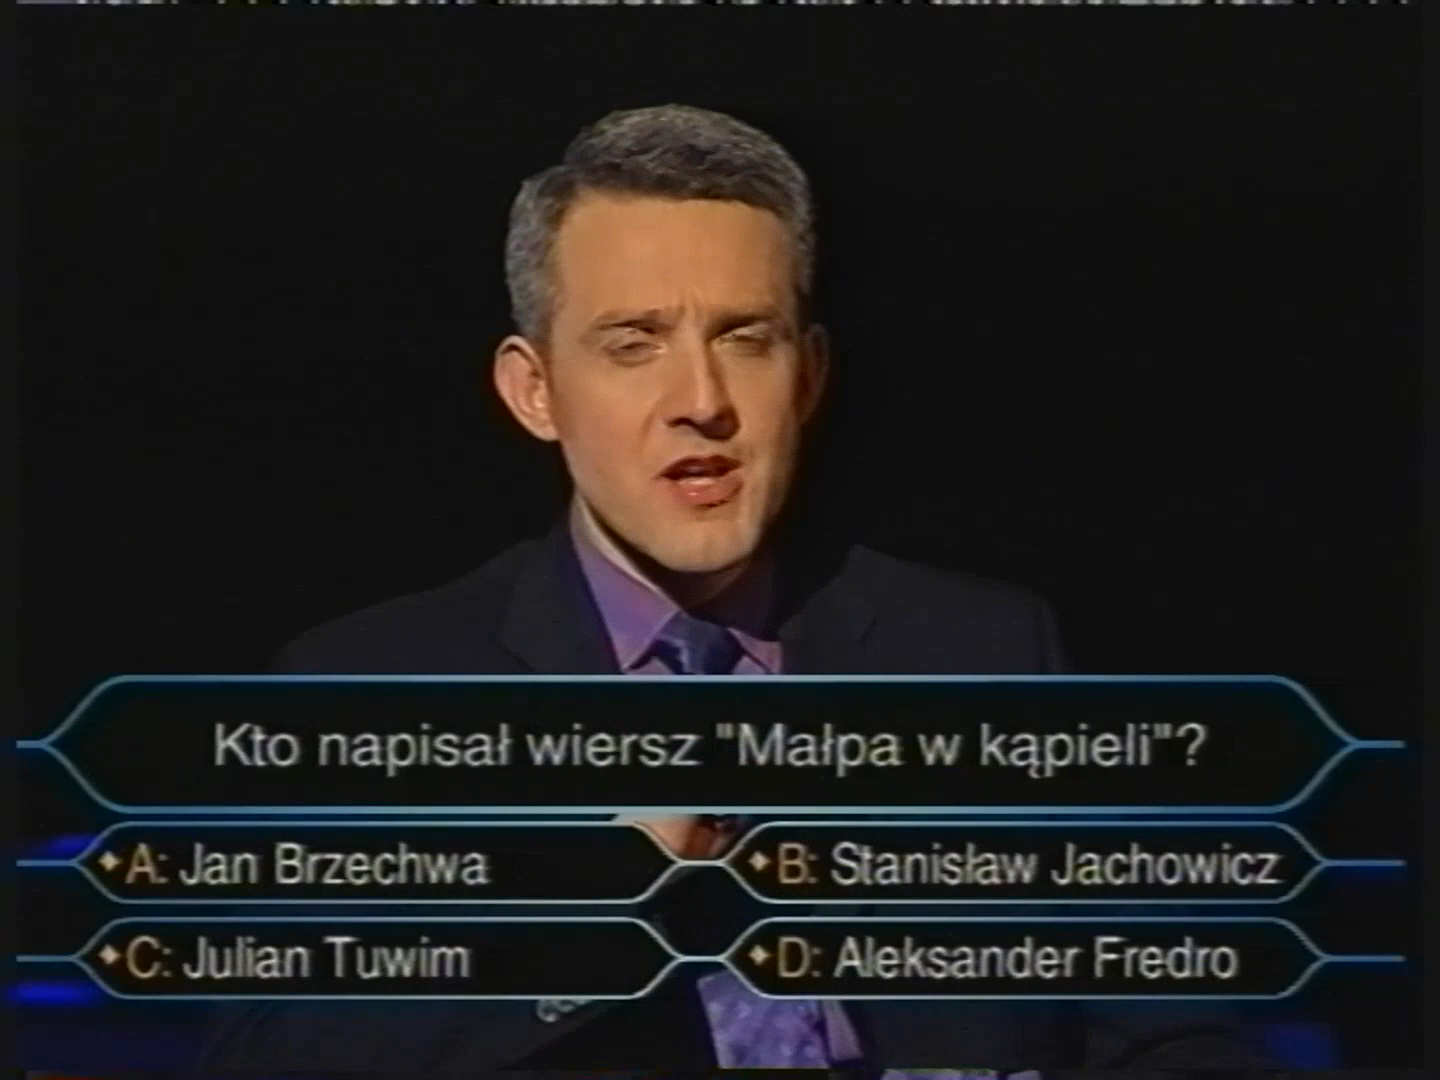 Kto napisał wiersz "Małpa w kąpieli"?
A: Jan Brzechwa
B: Stanisław Jachowicz
C: Julian Tuwim
D: Aleksander Fredro